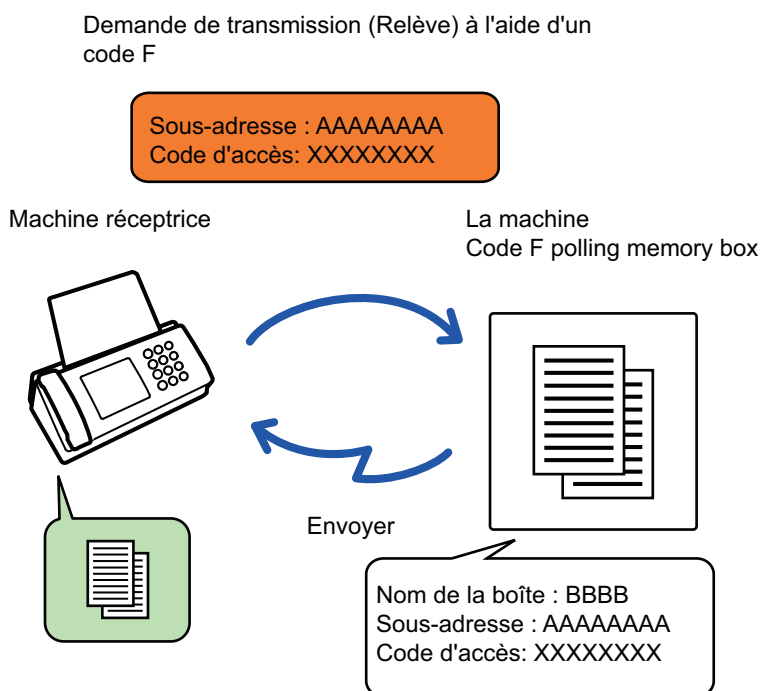 Demande de transmission (Relève) à l'aide d'un
code F
Sous-adresse : AAAAAAAA
Code d'accès: XXXXXXXX
Machine réceptrice
La machine
Code F polling memory box
Envoyer
Nom de la boîte : BBBB
Sous-adresse : AAAAAAAA
Code d'accès: XXXXXXXX